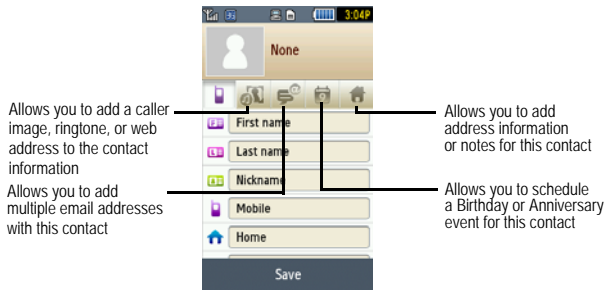 3:04P
None
Allows you to add a caller
image, ringtone, or web
address to the contact
information
Allows you to add
multiple email addresses
with this contact
First name
Last name
Nickname
Mobile
Home
Save
Allows you to add
address information
or notes for this contact
Allows you to schedule
a Birthday or Anniversary
event for this contact